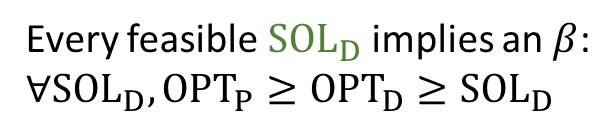 Every feasible SOL_D implies an β:
∀SOL_D, OPT_P ≥ OPT_D ≥ SOL_D